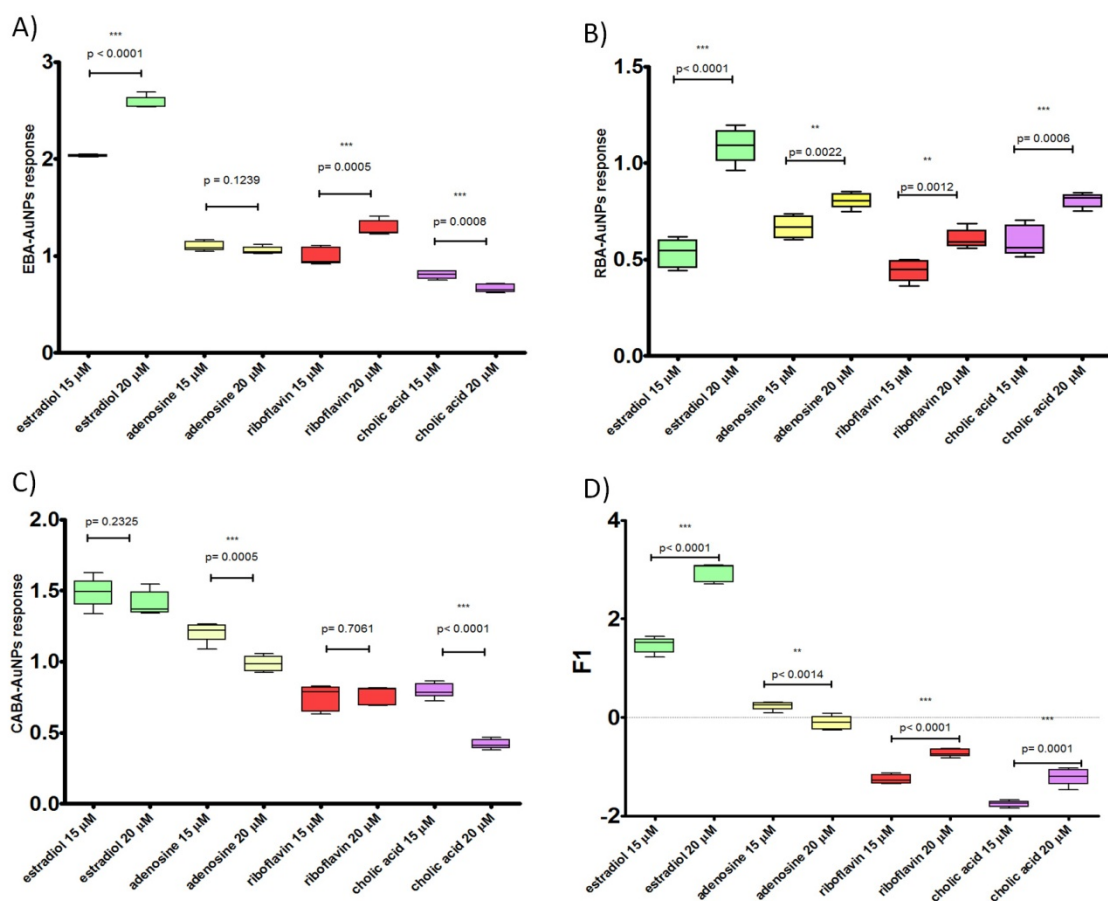 A)
***
p < 0.0001
p = 0.1239
***
p= 0.0005
***
p= 0.0008
EBA-AuNPs response
3
2
1
0
estradiol 15 µM
estradiol 20 µM
adenosine 15 µM
adenosine 20 µM
riboflavin 15 µM
riboflavin 20 µM
cholic acid 15 µM
cholic acid 20 µM
B)
***
p< 0.0001
**
p= 0.0022
**
p= 0.0012
***
p= 0.0006
RBA-AuNPs response
1.5
1.0
0.5
0.0
estradiol 15 µM
estradiol 20 µM
adenosine 15 µM
adenosine 20 µM
riboflavin 15 µM
riboflavin 20 µM
cholic acid 15 µM
cholic acid 20 µM
C)
p= 0.2325
***
p= 0.0005
p= 0.7061
***
p< 0.0001
CABA-AuNPs response
2.0
1.5
1.0
0.5
0.0
estradiol 15 µM
estradiol 20 µM
adenosine 15 µM
adenosine 20 µM
riboflavin 15 µM
riboflavin 20 µM
cholic acid 15 µM
cholic acid 20 µM
D)
***
p< 0.0001
**
p< 0.0014
***
p< 0.0001
***
p= 0.0001
F1
4
2
0
-2
estradiol 15 µM
estradiol 20 µM
adenosine 15 µM
adenosine 20 µM
riboflavin 15 µM
riboflavin 20 µM
cholic acid 15 µM
cholic acid 20 µM